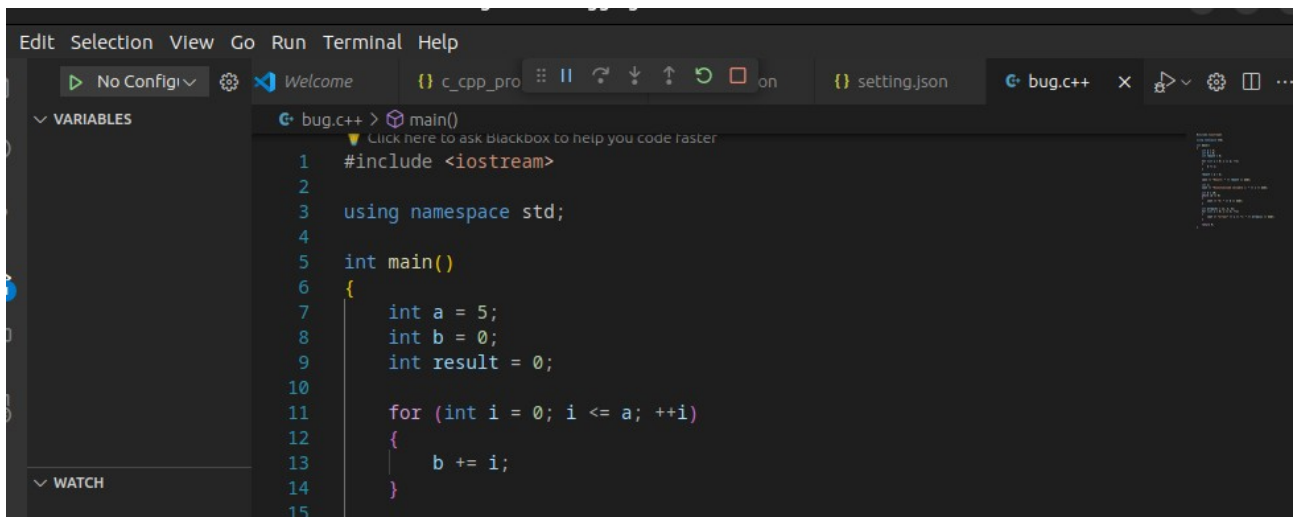 Edit Selection View Go Run Terminal Help
No Config
Welcome
c_cpp_pro
on
setting.json
bug.c++
VARIABLES
bug.c++ > main()
Click here to ask Blackbox to help you code faster
1 #include <iostream>
2
3 using namespace std;
4
5 int main()
6 {
7 int a = 5;
8 int b = 0;
9 int result = 0;
10
11 for (int i = 0; i <= a; ++i)
12 {
13 b += i;
14 }
15
WATCH